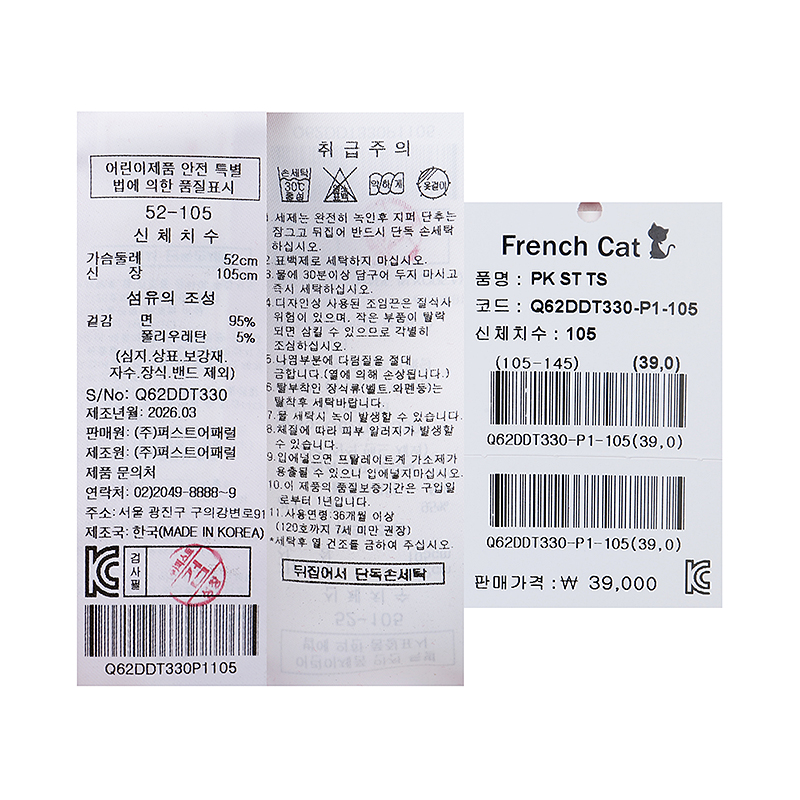 어린이제품 안전 특별
법에 의한 품질표시
52-105
신 체 치 수
가슴둘레 52cm
신 장 105cm
섬유의 조성
겉감 면 95%
폴리우레탄 5%
(심지.상표.보강재.
자수.장식.밴드 제외)
S/No: Q62DDT330
제조년월: 2026.03
판매원: (주)퍼스트어패럴
제조원: (주)퍼스트어패럴
제품 문의처
연락처: 02)2049-8888~9
주소: 서울 광진구 구의강변로91
제조국: 한국(MADE IN KOREA)
검사필
Q62DDT330P1105
취 급 주 의
손세탁
30℃
중성
염소
표백
약하게
옷걸이
1. 세제는 완전히 녹인후 지퍼 단추는
잠그고 뒤집어 반드시 단독 손세탁
하십시오.
2. 표백제로 세탁하지 마십시오.
3. 물에 30분이상 담구어 두지 마시고
즉시 세탁하십시오.
4. 디자인상 사용된 조임끈은 질식사
위험이 있으며, 작은 부품이 탈락
되면 삼킬 수 있으므로 각별히
조심하십시오.
5. 나염부분에 다림질을 절대
금합니다.(열에 의해 손상됩니다.)
6. 탈부착인 장식류(벨트.와펜등)는
탈착후 세탁바랍니다.
7. 물 세탁시 녹이 발생할 수 있습니다.
8. 체질에 따라 피부 알러지가 발생할
수 있습니다.
9. 입에넣으면 프탈레이트계 가소제가
용출될 수 있으니 입에넣지마십시오.
10. 이 제품의 품질보증기간은 구입일
로부터 1년입니다.
11. 사용연령:36개월 이상
(120호까지 7세 미만 권장)
*세탁후 열 건조를 금하여 주십시오.
뒤집어서 단독손세탁
French Cat
품명 : PK ST TS
코드 : Q62DDT330-P1-105
신체치수 : 105
(105-145) (39,0)
Q62DDT330-P1-105(39,0)
Q62DDT330-P1-105(39,0)
판매가격 : ₩ 39,000